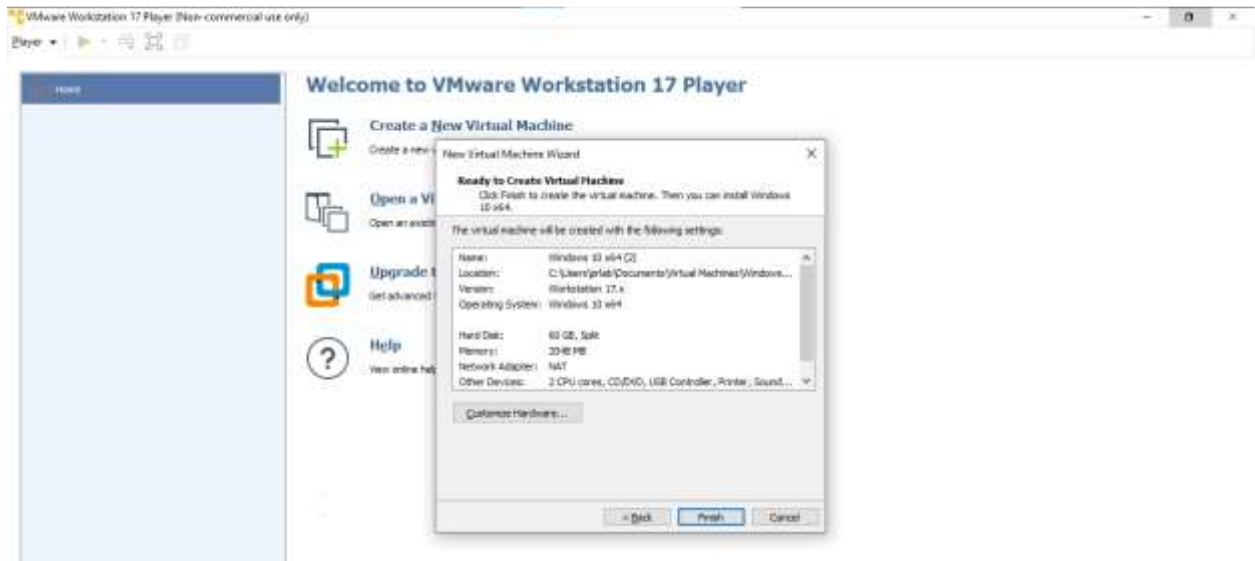 VMware Workstation 17 Player (Non-commercial use only)
Player
Home
Welcome to VMware Workstation 17 Player
Create a New Virtual Machine
Create a new
New Virtual Machine Wizard
Ready to Create Virtual Machine
Click Finish to create the virtual machine. Then you can install Windows
10 x64.
Open a Vi
Open an existi
The virtual machine will be created with the following settings:
Name: Windows 10 x64 (2)
Location: C:\Users\prlab\Documents\Virtual Machines\Windows...
Version: Workstation 17.x
Operating System: Windows 10 x64
Upgrade t
Get advanced
Hard Disk: 60 GB, Split
Memory: 2048 MB
Network Adapter: NAT
Other Devices: 2 CPU cores, CD/DVD, USB Controller, Printer, Sound...
Help
View online help
Customize Hardware...
< Back Finish Cancel